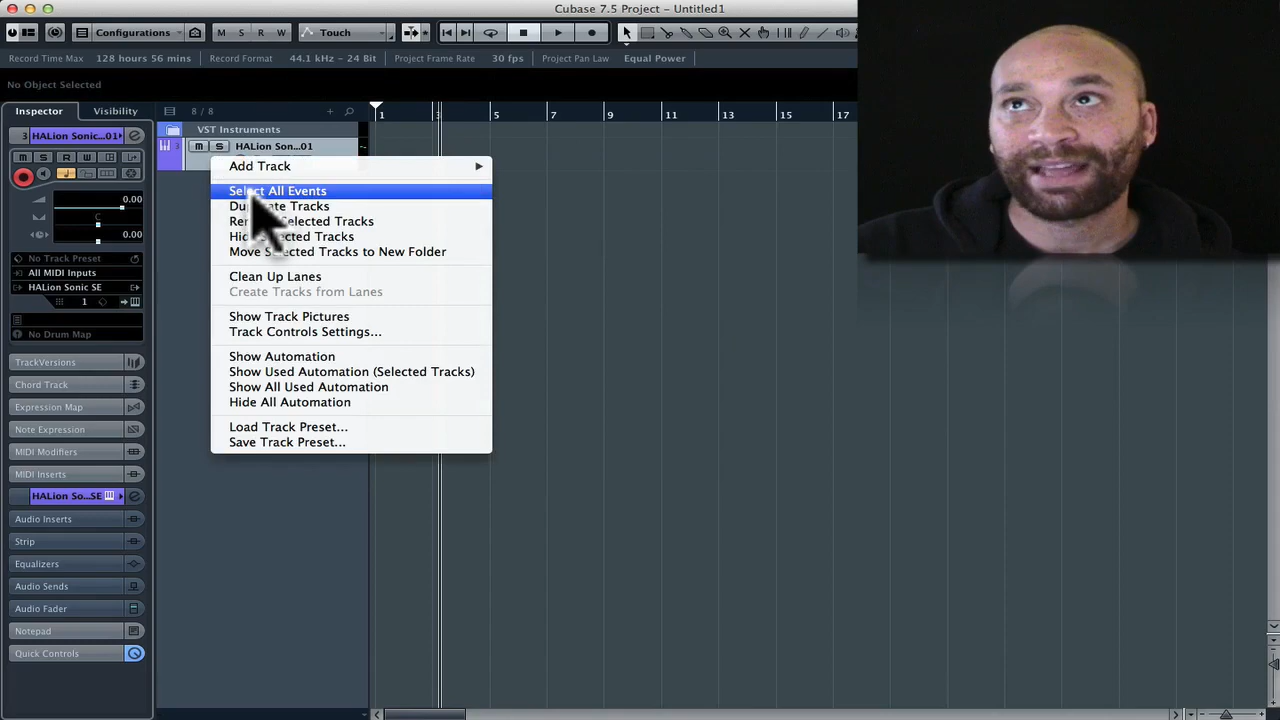 Cubase 7.5 Project - Untitled1
Configurations
M S R W
Touch
Record Time Max 128 hours 56 mins Record Format 44.1 kHz - 24 Bit Project Frame Rate 30 fps Project Pan Law Equal Power
No Object Selected
Inspector Visibility 8 / 8
1 3 5 7 9 11 13 15 17
VST Instruments
3 HALion Sonic...01
3 M S HALion Son...01
M S R W
0.00
C
0.00
No Track Preset
All MIDI Inputs
HALion Sonic SE
1
No Drum Map
TrackVersions
Chord Track
Expression Map
Note Expression
MIDI Modifiers
MIDI Inserts
HALion So...SE
Audio Inserts
Strip
Equalizers
Audio Sends
Audio Fader
Notepad
Quick Controls
Add Track
Select All Events
Duplicate Tracks
Selected Tracks
Selected Tracks
Move Selected Tracks to New Folder
Clean Up Lanes
Create Tracks from Lanes
Show Track Pictures
Track Controls Settings...
Show Automation
Show Used Automation (Selected Tracks)
Show All Used Automation
Hide All Automation
Load Track Preset...
Save Track Preset...